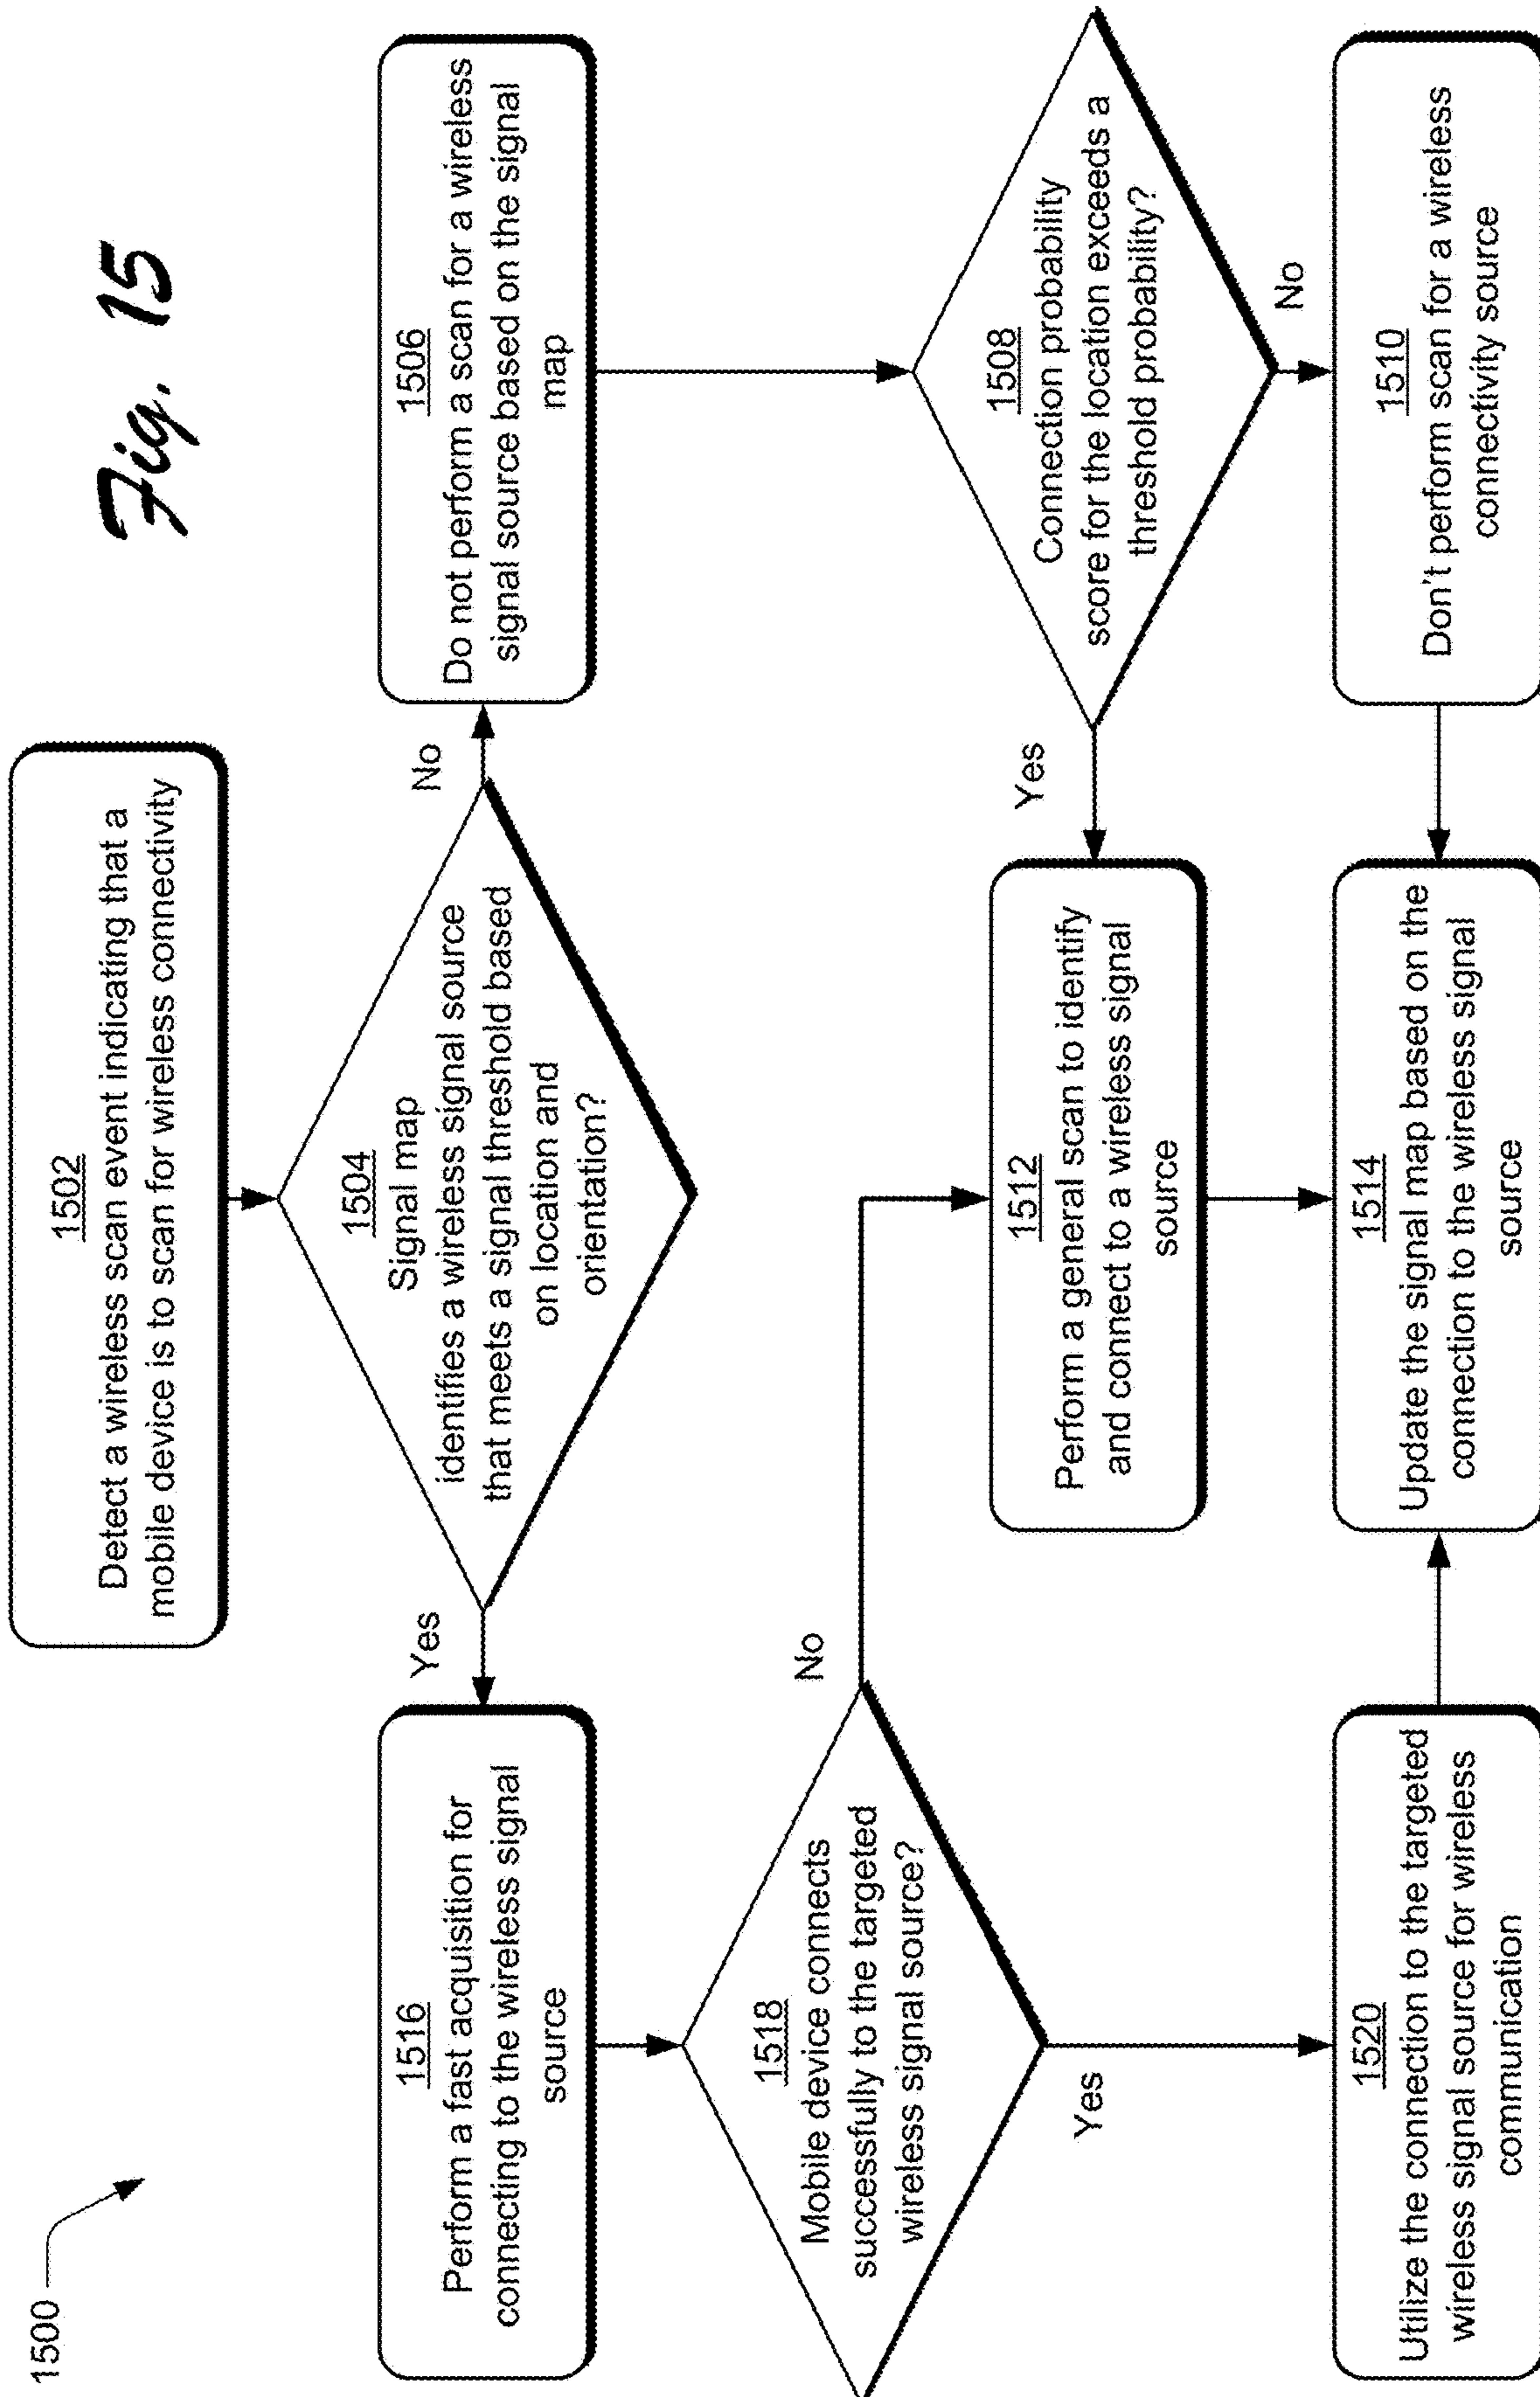 1500
Fig. 15
1502
Detect a wireless scan event indicating that a
mobile device is to scan for wireless connectivity
1504
Signal map
identifies a wireless signal source
that meets a signal threshold based
on location and
orientation?
Yes
No
1516
Perform a fast acquisition for
connecting to the wireless signal
source
1506
Do not perform a scan for a wireless
signal source based on the signal
map
1518
Mobile device connects
successfully to the targeted
wireless signal source?
No
Yes
1508
Connection probability
score for the location exceeds a
threshold probability?
Yes
No
1512
Perform a general scan to identify
and connect to a wireless signal
source
1520
Utilize the connection to the targeted
wireless signal source for wireless
communication
1514
Update the signal map based on the
connection to the wireless signal
source
1510
Don't perform scan for a wireless
connectivity source